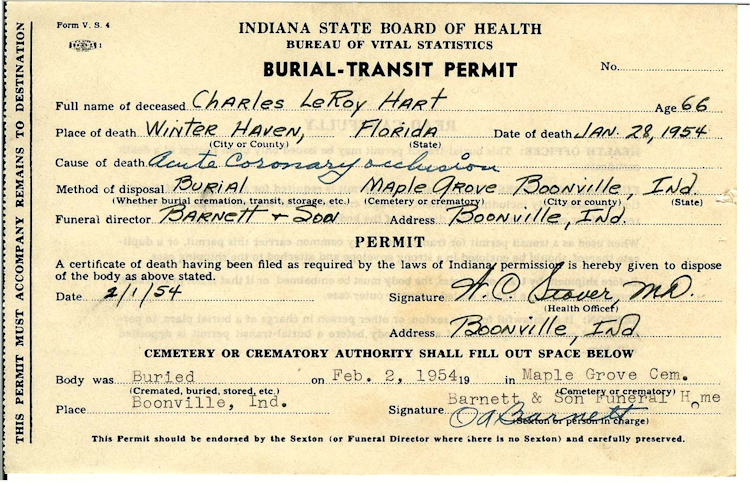 Form V. S. 4
INDIANA STATE BOARD OF HEALTH
BUREAU OF VITAL STATISTICS
BURIAL-TRANSIT PERMIT
No.
Full name of deceased Charles LeRoy Hart Age 66
Place of death Winter Haven, Florida Date of death Jan. 28, 1954
(City or County) (State)
Cause of death Acute Coronary occlusion
Method of disposal Burial Maple Grove Boonville, Ind
(Whether burial cremation, transit, storage, etc.) (Cemetery or crematory) (City or county) (State)
Funeral director Barnett + Son Address Boonville, Ind.
PERMIT
A certificate of death having been filed as required by the laws of Indiana permission is hereby given to dispose
of the body as above stated.
Date 2/1/54 Signature H. C. Stover, M.D.
(Health Officer)
Address Boonville, Ind
CEMETERY OR CREMATORY AUTHORITY SHALL FILL OUT SPACE BELOW
Body was Buried on Feb. 2, 1954 19 in Maple Grove Cem.
(Cremated, buried, stored, etc.) (Cemetery or crematory)
Place Boonville, Ind. Barnett & Son Funeral Home
Signature O A Barnett
(Sexton or person in charge)
This Permit should be endorsed by the Sexton (or Funeral Director where there is no Sexton) and carefully preserved.
THIS PERMIT MUST ACCOMPANY REMAINS TO DESTINATION